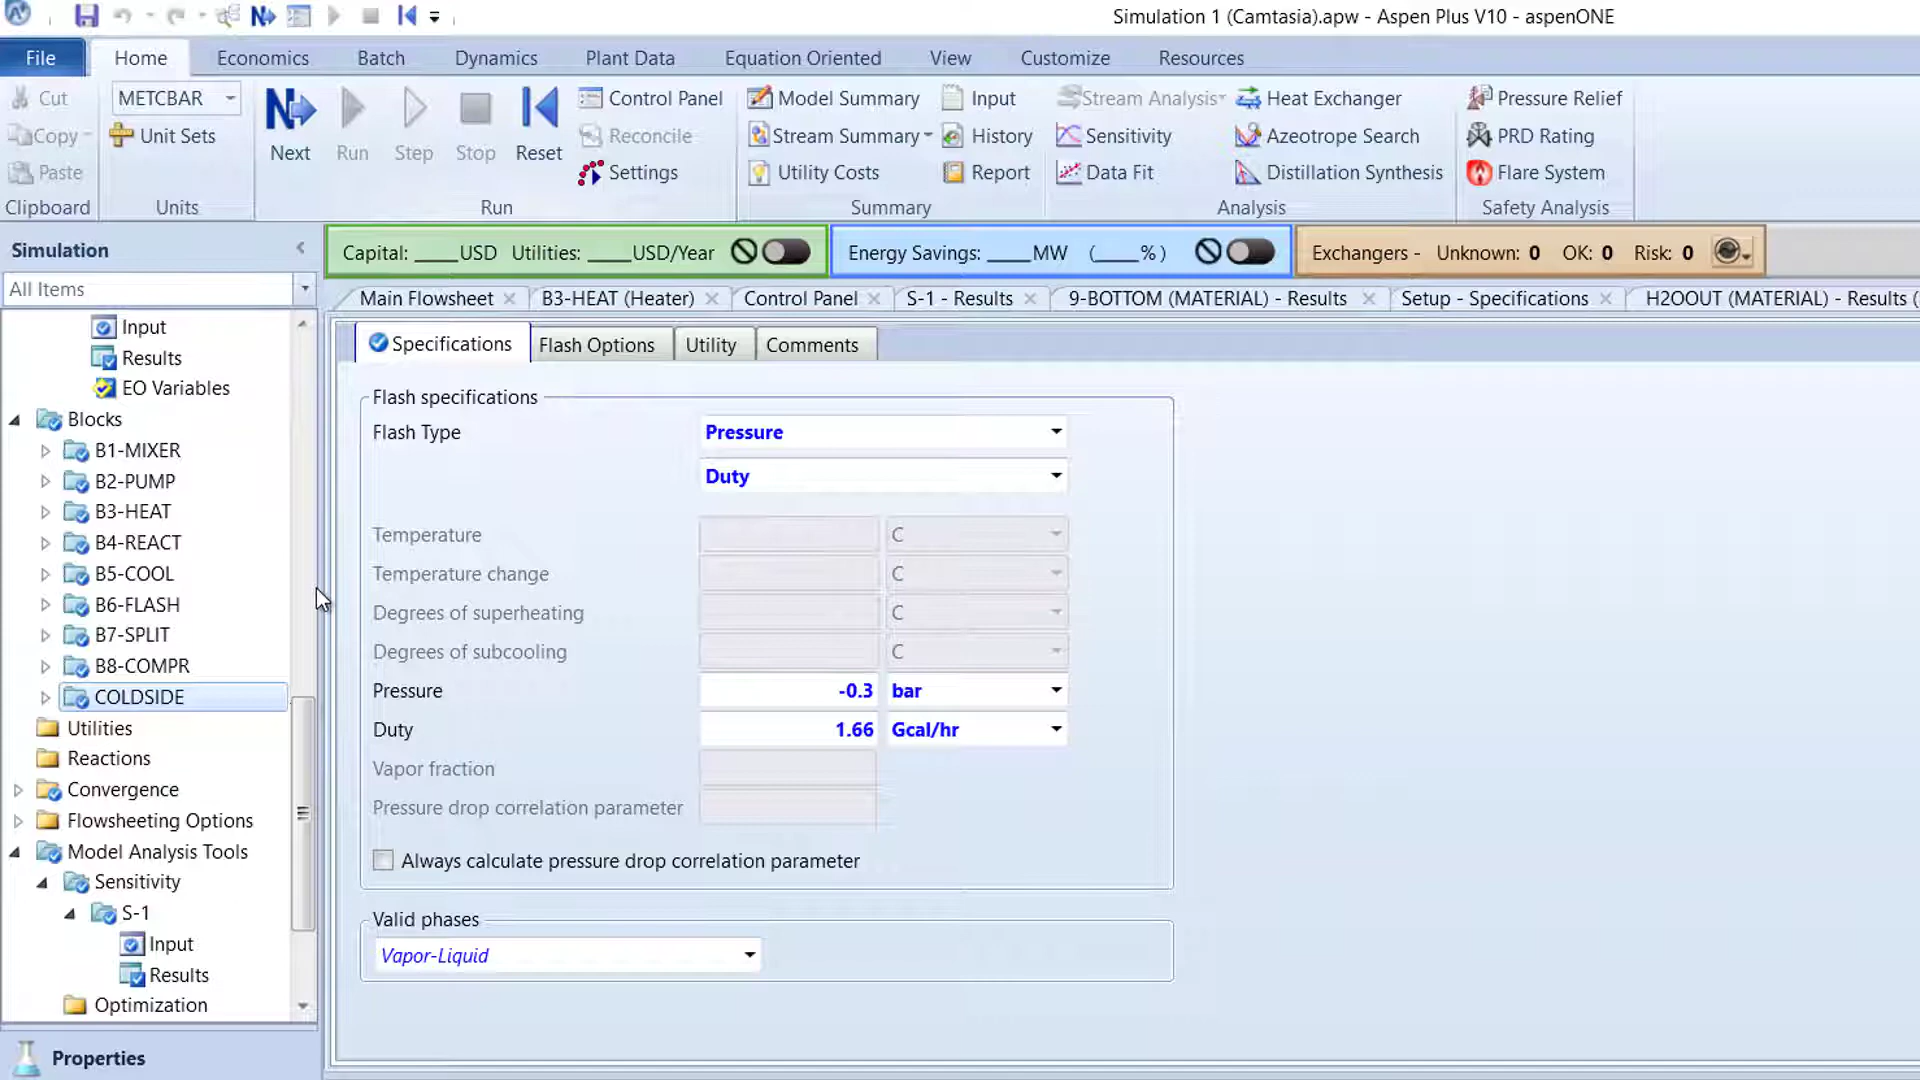 Simulation 1 (Camtasia).apw - Aspen Plus V10 - aspenONE
File Home Economics Batch Dynamics Plant Data Equation Oriented View Customize Resources
Cut METCBAR Control Panel Model Summary Input Stream Analysis Heat Exchanger Pressure Relief
Copy Unit Sets Reconcile Stream Summary History Sensitivity Azeotrope Search PRD Rating
Next Run Step Stop Reset
Paste Settings Utility Costs Report Data Fit Distillation Synthesis Flare System
Clipboard Units Run Summary Analysis Safety Analysis
Simulation
Capital: ____USD Utilities: ____USD/Year Energy Savings: ____MW (____%) Exchangers - Unknown: 0 OK: 0 Risk: 0
All Items
Main Flowsheet B3-HEAT (Heater) Control Panel S-1 - Results 9-BOTTOM (MATERIAL) - Results Setup - Specifications H2OOUT (MATERIAL) - Results (
Input
Results
EO Variables
Blocks
B1-MIXER
B2-PUMP
B3-HEAT
B4-REACT
B5-COOL
B6-FLASH
B7-SPLIT
B8-COMPR
COLDSIDE
Utilities
Reactions
Convergence
Flowsheeting Options
Model Analysis Tools
Sensitivity
S-1
Input
Results
Optimization
Properties
Specifications Flash Options Utility Comments
Flash specifications
Flash Type Pressure
Duty
Temperature C
Temperature change C
Degrees of superheating C
Degrees of subcooling C
Pressure -0.3 bar
Duty 1.66 Gcal/hr
Vapor fraction
Pressure drop correlation parameter
Always calculate pressure drop correlation parameter
Valid phases
Vapor-Liquid